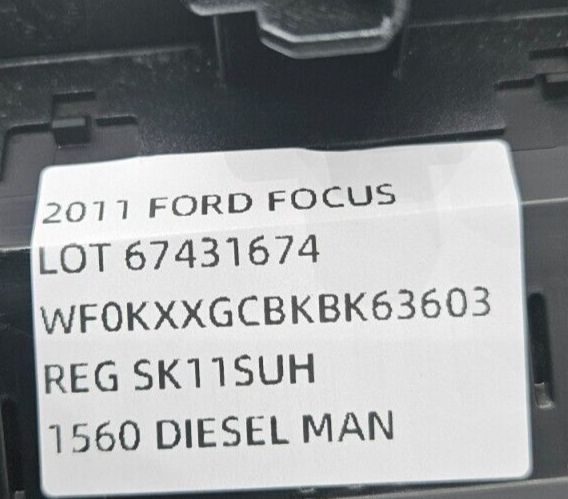 2011 FORD FOCUS
LOT 67431674
WF0KXXGCBKBK63603
REG SK11SUH
1560 DIESEL MAN